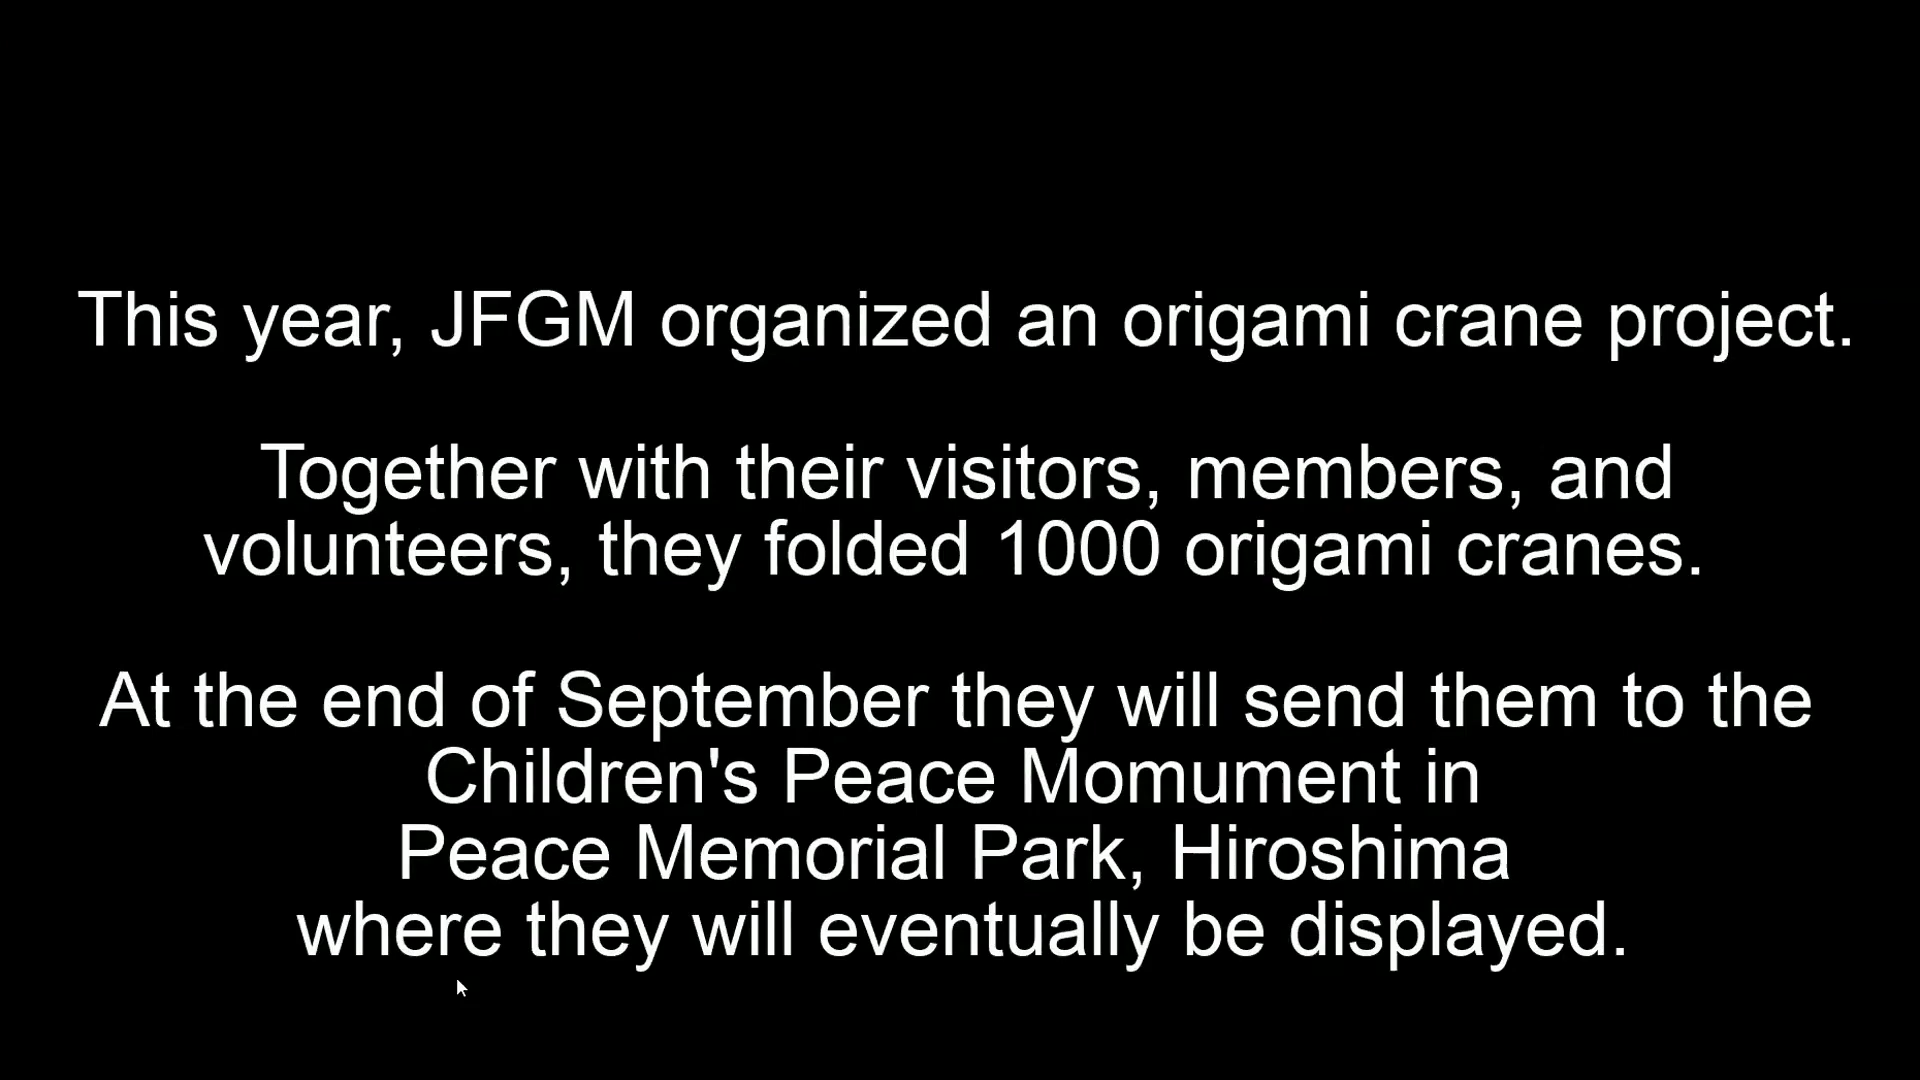 This year, JFGM organized an origami crane project.
Together with their visitors, members, and
volunteers, they folded 1000 origami cranes.
At the end of September they will send them to the
Children's Peace Momument in
Peace Memorial Park, Hiroshima
where they will eventually be displayed.